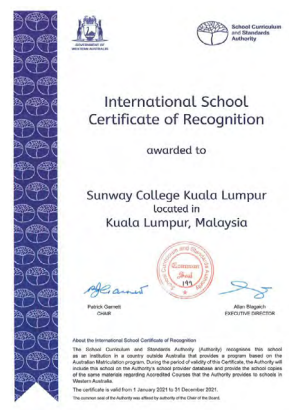 GOVERNMENT OF
WESTERN AUSTRALIA
School Curriculum
and Standards
Authority
International School
Certificate of Recognition
awarded to
Sunway College Kuala Lumpur
located in
Kuala Lumpur, Malaysia
Common
Seal
199
Patrick Garnett
CHAIR
Allan Blagaich
EXECUTIVE DIRECTOR
About the International School Certificate of Recognition
The School Curriculum and Standards Authority (Authority) recognises this school
as an institution in a country outside Australia that provides a program based on the
Australian Matriculation program. During the period of validity of this Certificate, the Authority will
include this school on the Authority's school provider database and provide the school copies
of the same materials regarding Accredited Courses that the Authority provides to schools in
Western Australia.
The certificate is valid from 1 January 2021 to 31 December 2021.
The common seal of the Authority was affixed by authority of the Chair of the Board.